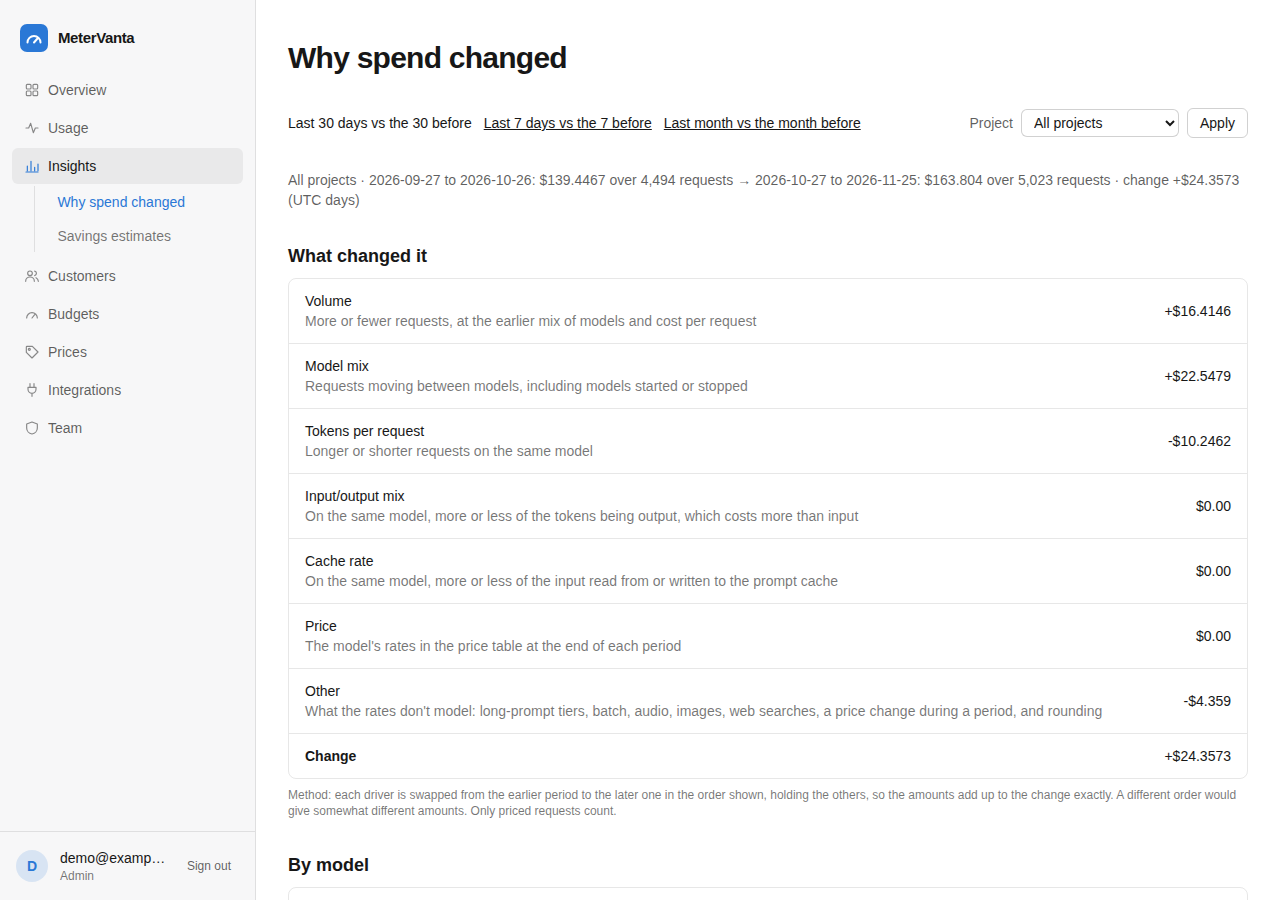 MeterVanta
Overview
Usage
Insights
Why spend changed
Savings estimates
Customers
Budgets
Prices
Integrations
Team
D
demo@examp…
Admin
Sign out
Why spend changed
Last 30 days vs the 30 before Last 7 days vs the 7 before Last month vs the month before
Project All projects Apply
All projects · 2026-09-27 to 2026-10-26: $139.4467 over 4,494 requests → 2026-10-27 to 2026-11-25: $163.804 over 5,023 requests · change +$24.3573
(UTC days)
What changed it
Volume
More or fewer requests, at the earlier mix of models and cost per request
+$16.4146
Model mix
Requests moving between models, including models started or stopped
+$22.5479
Tokens per request
Longer or shorter requests on the same model
-$10.2462
Input/output mix
On the same model, more or less of the tokens being output, which costs more than input
$0.00
Cache rate
On the same model, more or less of the input read from or written to the prompt cache
$0.00
Price
The model's rates in the price table at the end of each period
$0.00
Other
What the rates don't model: long-prompt tiers, batch, audio, images, web searches, a price change during a period, and rounding
-$4.359
Change +$24.3573
Method: each driver is swapped from the earlier period to the later one in the order shown, holding the others, so the amounts add up to the change exactly. A different order would
give somewhat different amounts. Only priced requests count.
By model